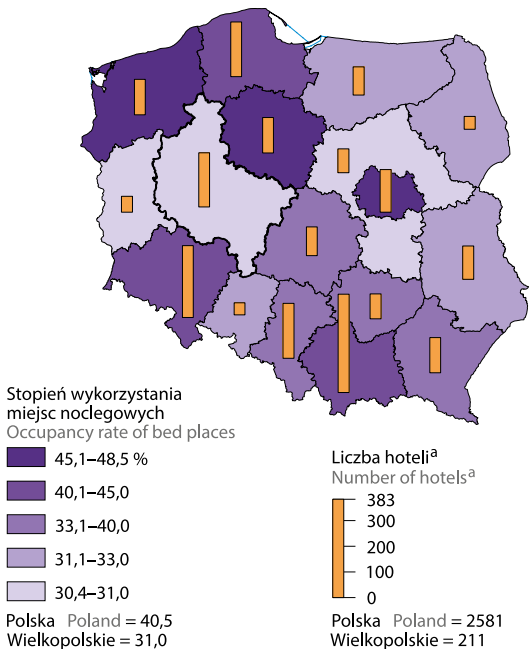 Stopień wykorzystania
miejsc noclegowych
Occupancy rate of bed places
45,1–48,5 %
40,1–45,0
33,1–40,0
31,1–33,0
30,4–31,0
Polska Poland = 40,5
Wielkopolskie = 31,0
Liczba hoteliᵃ
Number of hotelsᵃ
383
300
200
100
0
Polska Poland = 2581
Wielkopolskie = 211